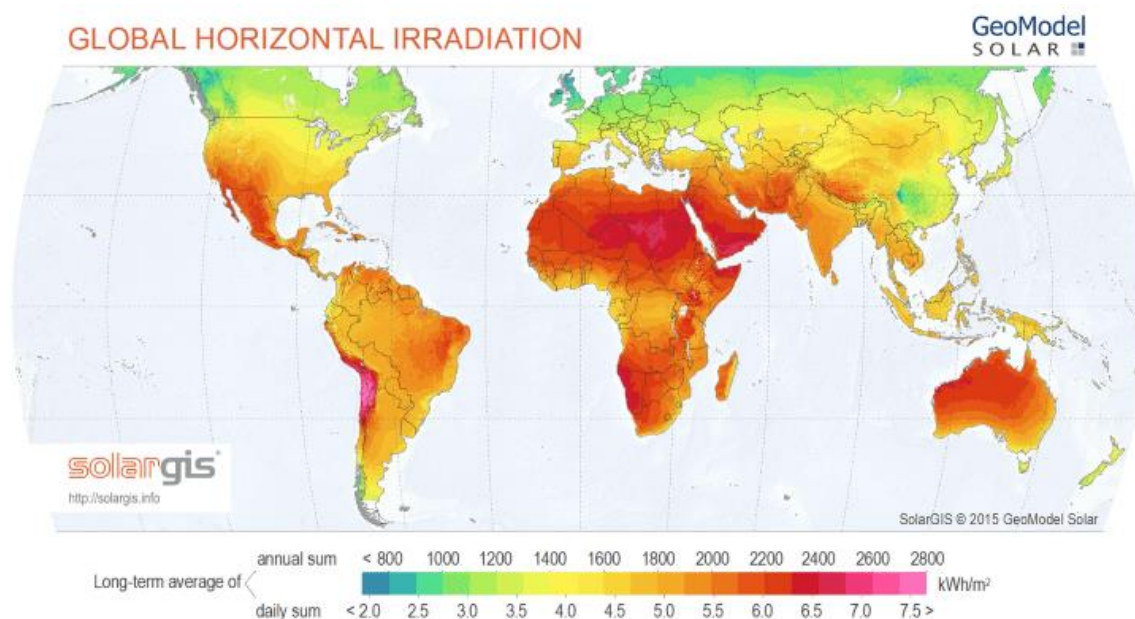 GLOBAL HORIZONTAL IRRADIATION
GeoModel
SOLAR
solargis
http://solargis.info
SolarGIS © 2015 GeoModel Solar
annual sum < 800 1000 1200 1400 1600 1800 2000 2200 2400 2600 2800
Long-term average of kWh/m²
daily sum < 2.0 2.5 3.0 3.5 4.0 4.5 5.0 5.5 6.0 6.5 7.0 7.5 >